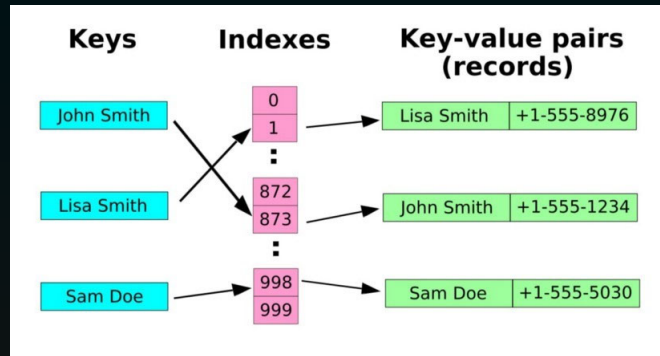 Keys
Indexes
Key-value pairs
(records)
John Smith
Lisa Smith
Sam Doe
0
1
:
872
873
:
998
999
Lisa Smith +1-555-8976
John Smith +1-555-1234
Sam Doe +1-555-5030